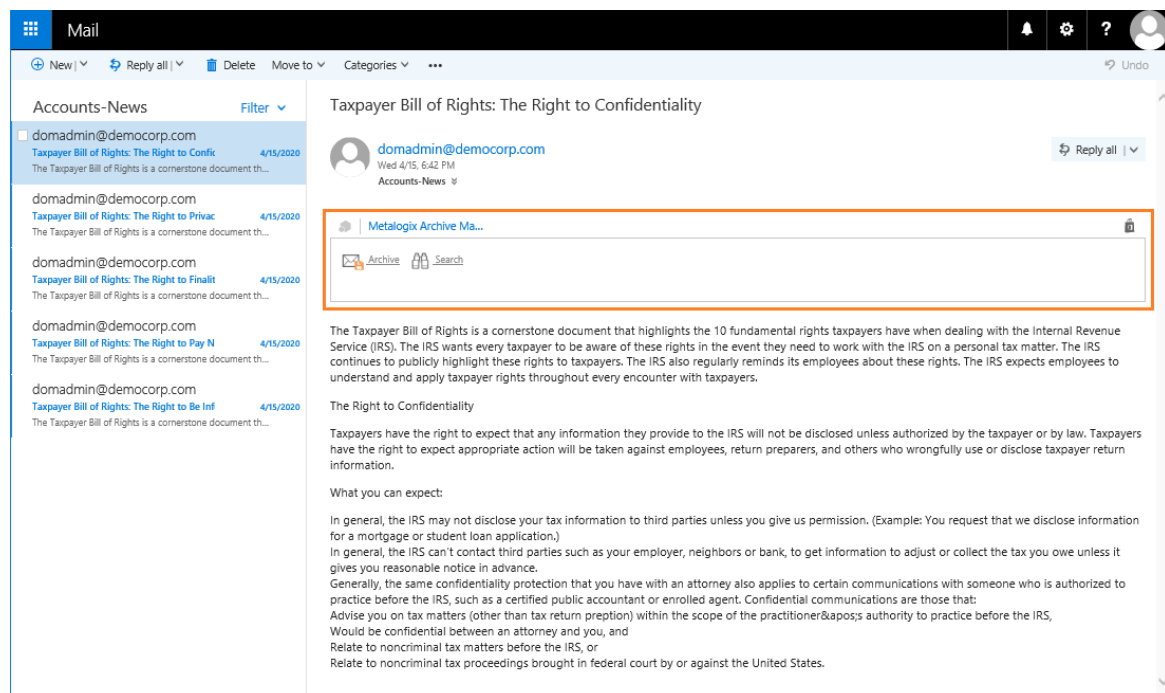 Mail
?
New
Reply all
Delete
Move to
Categories
•••
Undo
Accounts-News
Filter
domadmin@democorp.com
Taxpayer Bill of Rights: The Right to Confic 4/15/2020
The Taxpayer Bill of Rights is a cornerstone document th...
domadmin@democorp.com
Taxpayer Bill of Rights: The Right to Privac 4/15/2020
The Taxpayer Bill of Rights is a cornerstone document th...
domadmin@democorp.com
Taxpayer Bill of Rights: The Right to Finalit 4/15/2020
The Taxpayer Bill of Rights is a cornerstone document th...
domadmin@democorp.com
Taxpayer Bill of Rights: The Right to Pay N 4/15/2020
The Taxpayer Bill of Rights is a cornerstone document th...
domadmin@democorp.com
Taxpayer Bill of Rights: The Right to Be Inf 4/15/2020
The Taxpayer Bill of Rights is a cornerstone document th...
Taxpayer Bill of Rights: The Right to Confidentiality
domadmin@democorp.com
Wed 4/15, 6:42 PM
Accounts-News
Reply all
Metalogix Archive Ma...
Archive
Search
The Taxpayer Bill of Rights is a cornerstone document that highlights the 10 fundamental rights taxpayers have when dealing with the Internal Revenue
Service (IRS). The IRS wants every taxpayer to be aware of these rights in the event they need to work with the IRS on a personal tax matter. The IRS
continues to publicly highlight these rights to taxpayers. The IRS also regularly reminds its employees about these rights. The IRS expects employees to
understand and apply taxpayer rights throughout every encounter with taxpayers.
The Right to Confidentiality
Taxpayers have the right to expect that any information they provide to the IRS will not be disclosed unless authorized by the taxpayer or by law. Taxpayers
have the right to expect appropriate action will be taken against employees, return preparers, and others who wrongfully use or disclose taxpayer return
information.
What you can expect:
In general, the IRS may not disclose your tax information to third parties unless you give us permission. (Example: You request that we disclose information
for a mortgage or student loan application.)
In general, the IRS can't contact third parties such as your employer, neighbors or bank, to get information to adjust or collect the tax you owe unless it
gives you reasonable notice in advance.
Generally, the same confidentiality protection that you have with an attorney also applies to certain communications with someone who is authorized to
practice before the IRS, such as a certified public accountant or enrolled agent. Confidential communications are those that:
Advise you on tax matters (other than tax return preption) within the scope of the practitioner&apos;s authority to practice before the IRS,
Would be confidential between an attorney and you, and
Relate to noncriminal tax matters before the IRS, or
Relate to noncriminal tax proceedings brought in federal court by or against the United States.